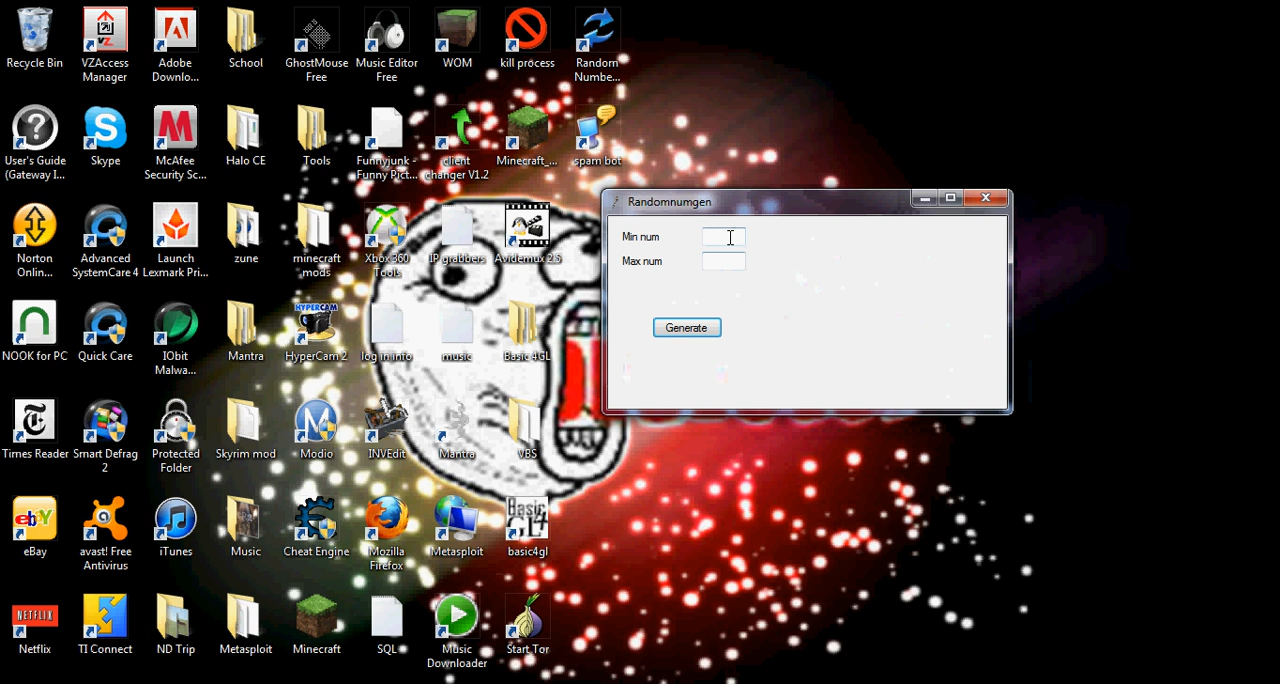 Recycle Bin
VZAccess
Manager
Adobe
Downlo...
School
GhostMouse
Free
Music Editor
Free
WOM
kill process
Random
Numbe...
User's Guide
(Gateway I...
Skype
McAfee
Security Sc...
Halo CE
Tools
Funnyjunk -
Funny Pict...
client
changer V1.2
Minecraft_...
spam bot
Randomnumgen
Min num
Max num
Generate
Norton
Online...
Advanced
SystemCare 4
Launch
Lexmark Pri...
zune
minecraft
mods
Xbox 360
Tools
IP grabbers
Avidemux 2.5
NOOK for PC
Quick Care
IObit
Malwa...
Mantra
HYPERCAM
HyperCam 2
log in info
music
Basic 4GL
Times Reader
Smart Defrag
2
Protected
Folder
Skyrim mod
Modio
INVEdit
Mantra
VBS
ebY
eBay
avast! Free
Antivirus
iTunes
Music
Cheat Engine
Mozilla
Firefox
Metasploit
Basic
4GL
basic4gl
NETFLIX
Netflix
TI Connect
ND Trip
Metasploit
Minecraft
SQL
Music
Downloader
Start Tor